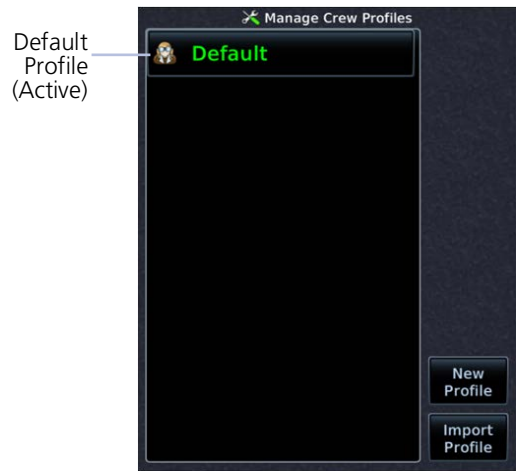 Manage Crew Profiles
Default
Profile
(Active)
Default
New
Profile
Import
Profile